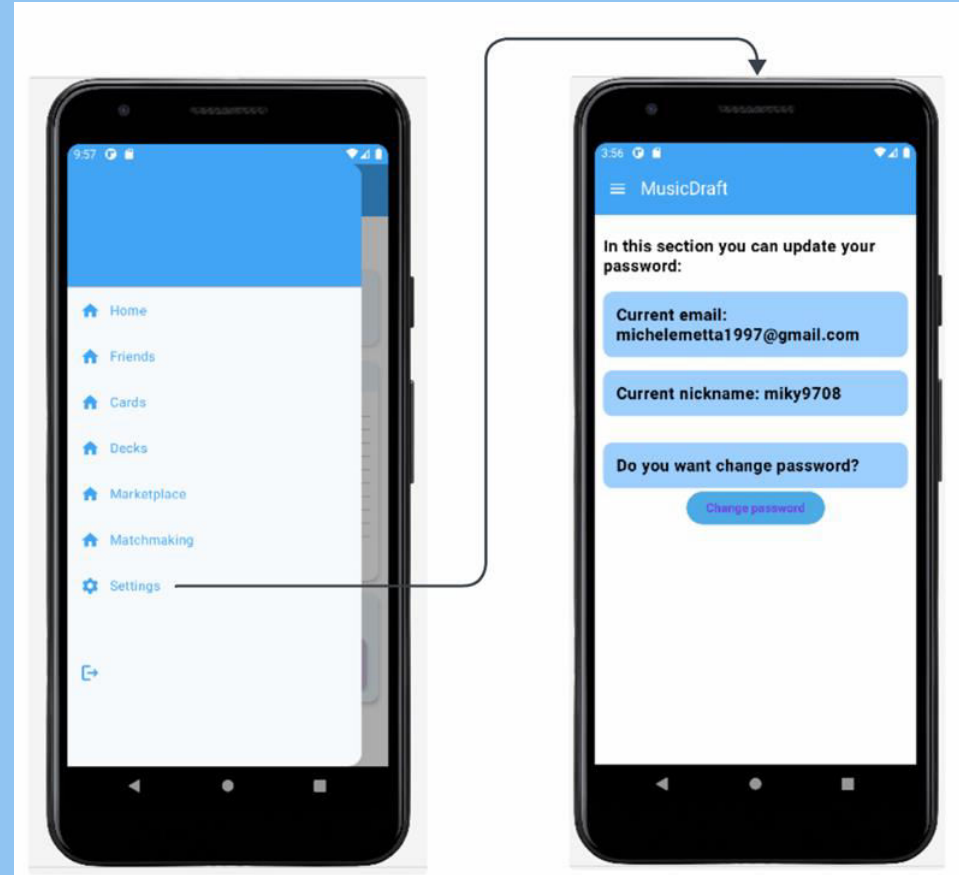 9:57
Home
Friends
Cards
Decks
Marketplace
Matchmaking
Settings
3:56
MusicDraft
In this section you can update your
password:
Current email:
michelemetta1997@gmail.com
Current nickname: miky9708
Do you want change password?
Change password